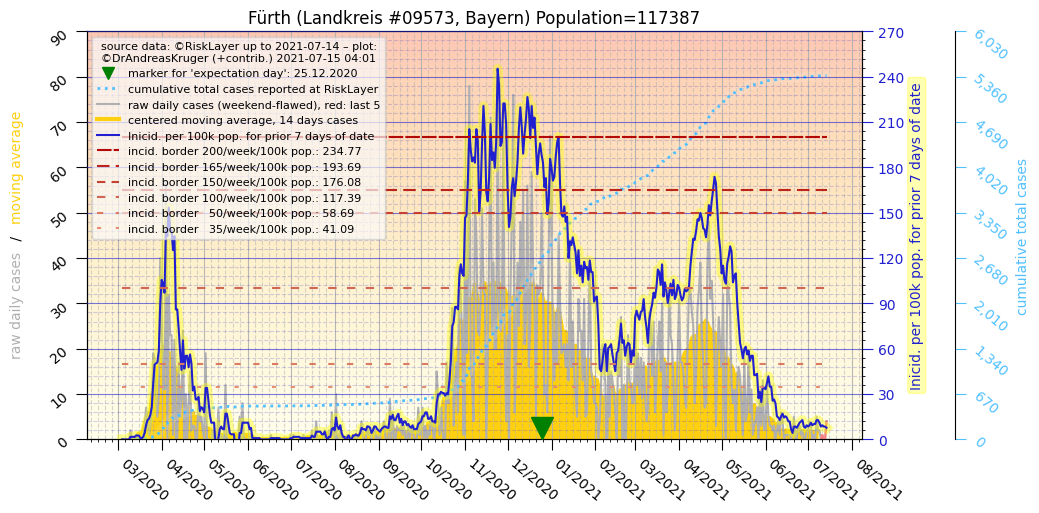 Fürth (Landkreis #09573, Bayern) Population=117387
source data: ©RiskLayer up to 2021-07-14 – plot:
©DrAndreasKruger (+contrib.) 2021-07-15 04:01
marker for 'expectation day': 25.12.2020
cumulative total cases reported at RiskLayer
raw daily cases (weekend-flawed), red: last 5
centered moving average, 14 days cases
Inicid. per 100k pop. for prior 7 days of date
incid. border 200/week/100k pop.: 234.77
incid. border 165/week/100k pop.: 193.69
incid. border 150/week/100k pop.: 176.08
incid. border 100/week/100k pop.: 117.39
incid. border   50/week/100k pop.: 58.69
incid. border   35/week/100k pop.: 41.09
raw daily cases / moving average
90
80
70
60
50
40
30
20
10
0
03/2020
04/2020
05/2020
06/2020
07/2020
08/2020
09/2020
10/2020
11/2020
12/2020
01/2021
02/2021
03/2021
04/2021
05/2021
06/2021
07/2021
08/2021
270
240
210
180
150
120
90
60
30
0
Inicid. per 100k pop. for prior 7 days of date
6,030
5,360
4,690
4,020
3,350
2,680
2,010
1,340
670
0
cumulative total cases